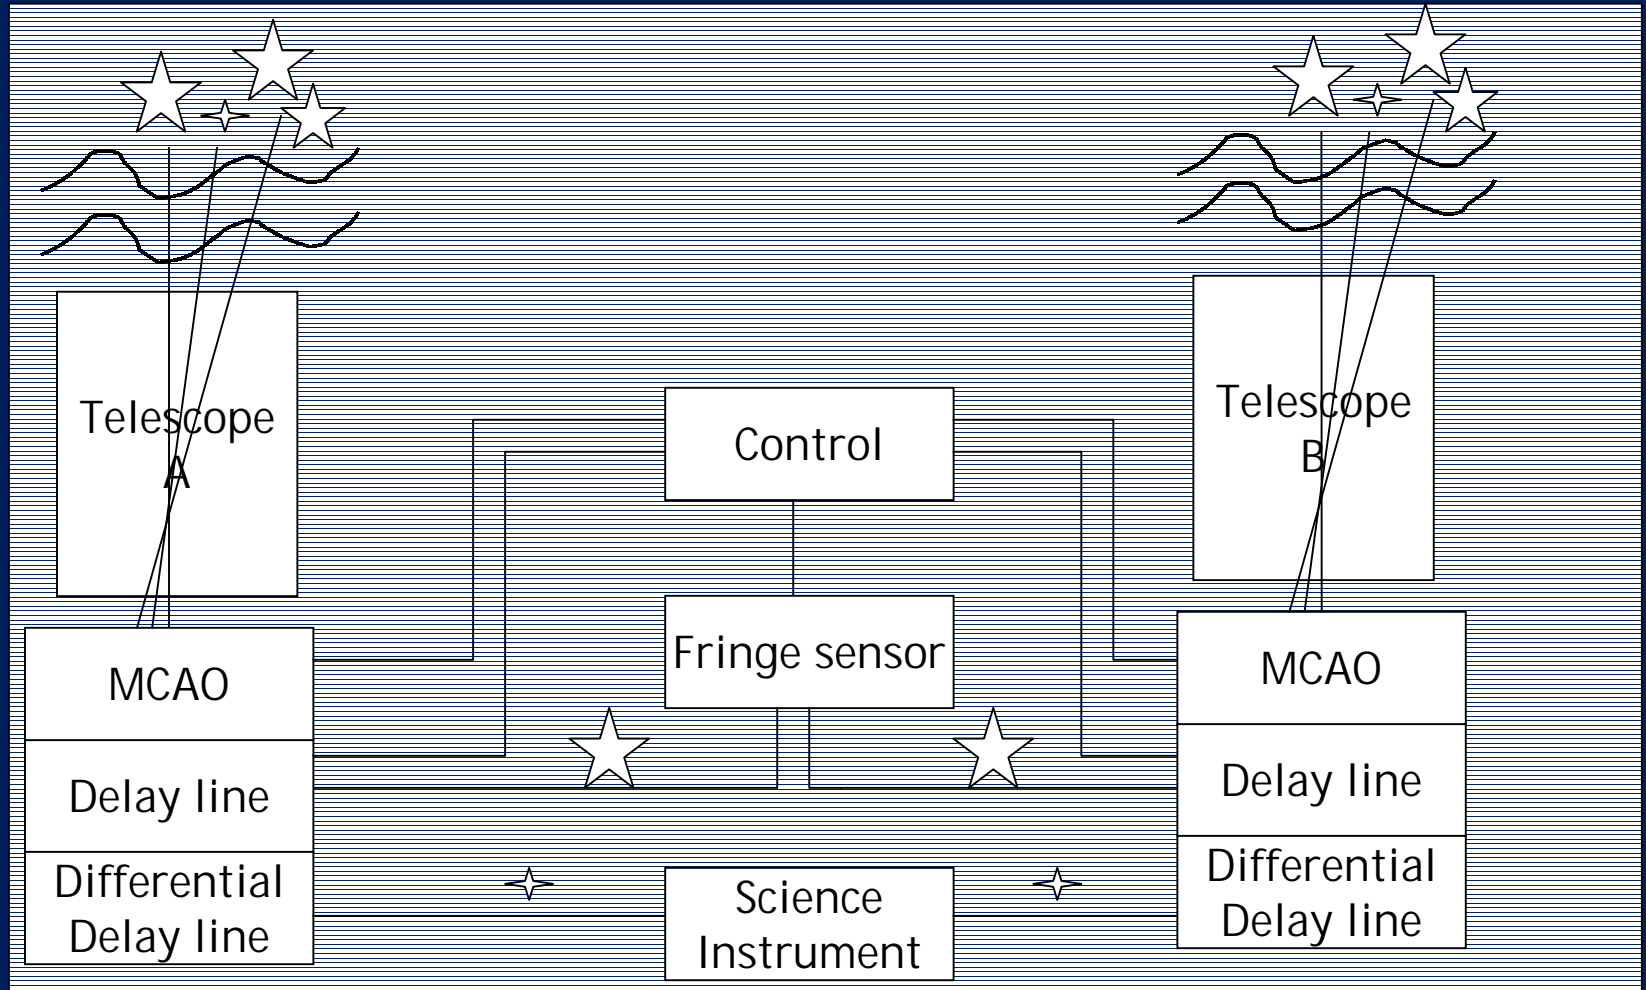 Telescope
A
Telescope
B
Control
Fringe sensor
MCAO
Delay line
Differential
Delay line
MCAO
Delay line
Differential
Delay line
Science
Instrument